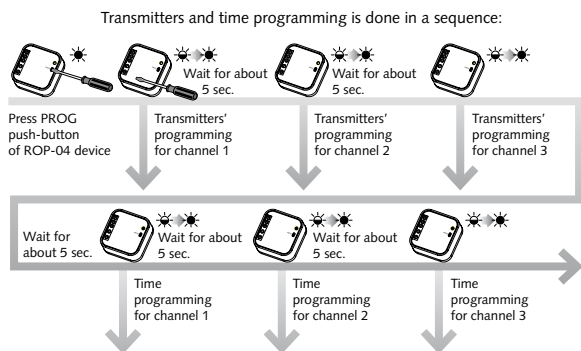 Transmitters and time programming is done in a sequence:
Wait for about
5 sec.
Wait for about
5 sec.
Press PROG
push-button
of ROP-04 device
Transmitters'
programming
for channel 1
Transmitters'
programming
for channel 2
Transmitters'
programming
for channel 3
Wait for
about 5 sec.
Wait for about
5 sec.
Wait for about
5 sec.
Time
programming
for channel 1
Time
programming
for channel 2
Time
programming
for channel 3